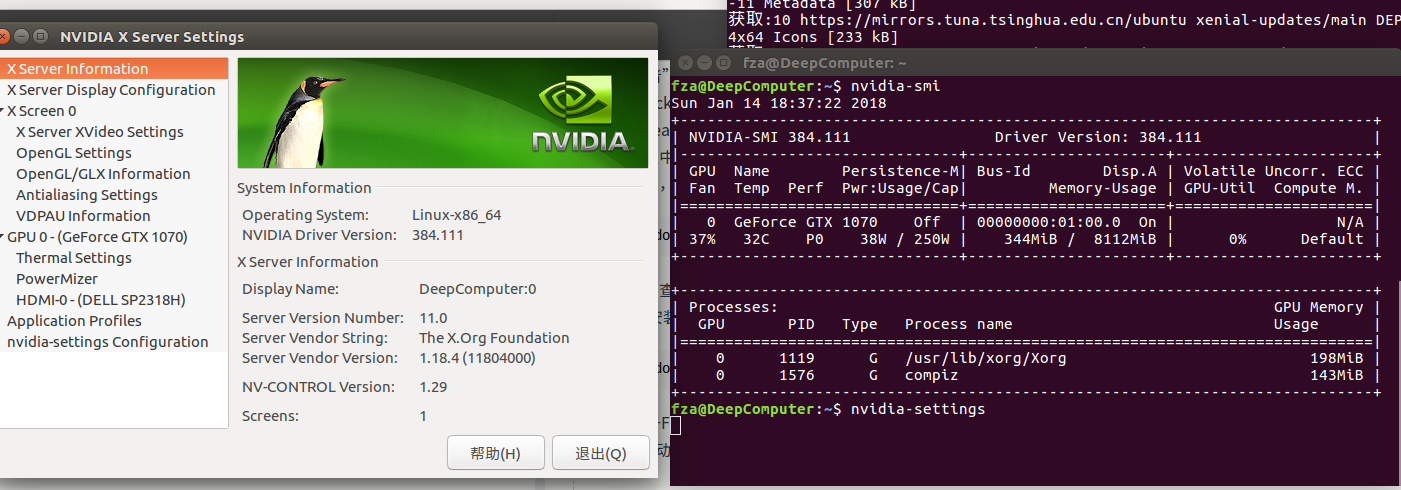 -11 Metadata [307 kB]
获取:10 https://mirrors.tuna.tsinghua.edu.cn/ubuntu xenial-updates/main DEP
4x64 Icons [233 kB]
NVIDIA X Server Settings
X Server Information
X Server Display Configuration
X Screen 0
X Server XVideo Settings
OpenGL Settings
OpenGL/GLX Information
Antialiasing Settings
VDPAU Information
GPU 0 - (GeForce GTX 1070)
Thermal Settings
PowerMizer
HDMI-0 - (DELL SP2318H)
Application Profiles
nvidia-settings Configuration
nVIDIA.
System Information
Operating System: Linux-x86_64
NVIDIA Driver Version: 384.111
X Server Information
Display Name: DeepComputer:0
Server Version Number: 11.0
Server Vendor String: The X.Org Foundation
Server Vendor Version: 1.18.4 (11804000)
NV-CONTROL Version: 1.29
Screens: 1
帮助(H) 退出(Q)
fza@DeepComputer: ~
fza@DeepComputer:~$ nvidia-smi
Sun Jan 14 18:37:22 2018
+-----------------------------------------------------------------------------+
| NVIDIA-SMI 384.111                Driver Version: 384.111                   |
|-------------------------------+----------------------+----------------------+
| GPU  Name        Persistence-M| Bus-Id        Disp.A | Volatile Uncorr. ECC |
| Fan  Temp  Perf  Pwr:Usage/Cap|         Memory-Usage | GPU-Util  Compute M. |
|===============================+======================+======================|
|   0  GeForce GTX 1070    Off  | 00000000:01:00.0  On |                  N/A |
| 37%   32C    P0    38W / 250W |    344MiB /  8112MiB |      0%      Default |
+-------------------------------+----------------------+----------------------+
+-----------------------------------------------------------------------------+
| Processes:                                                       GPU Memory |
|  GPU       PID   Type   Process name                             Usage      |
|=============================================================================|
|    0      1119      G   /usr/lib/xorg/Xorg                           198MiB |
|    0      1576      G   compiz                                       143MiB |
+-----------------------------------------------------------------------------+
fza@DeepComputer:~$ nvidia-settings